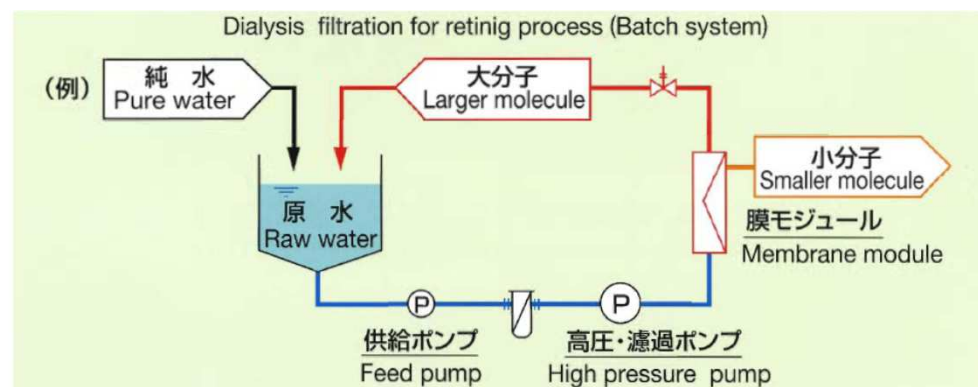 Dialysis filtration for retinig process (Batch system)
(例)
純 水
Pure water
大分子
Larger molecule
小分子
Smaller molecule
原 水
Raw water
膜モジュール
Membrane module
P
P
供給ポンプ
Feed pump
高圧・濾過ポンプ
High pressure pump